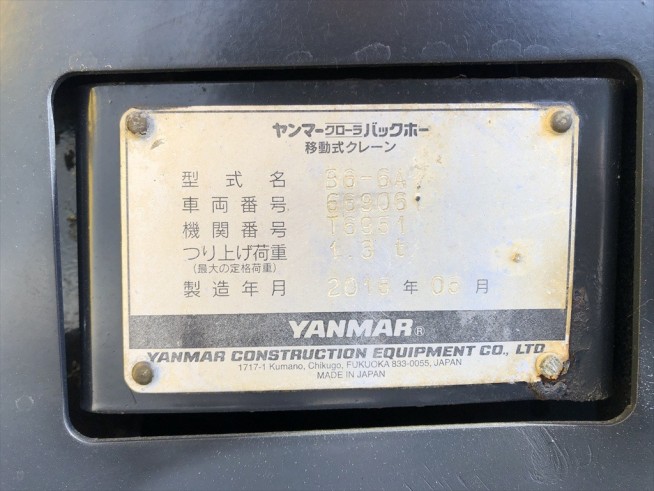 ヤンマークローラバックホー
移動式クレーン
型式名
車両番号
機関番号
つり上げ荷重
(最大の定格荷重)
製造年月 年 月
YANMAR®
YANMAR CONSTRUCTION EQUIPMENT CO., LTD
1717-1 Kumano, Chikugo, FUKUOKA 833-0055, JAPAN
MADE IN JAPAN